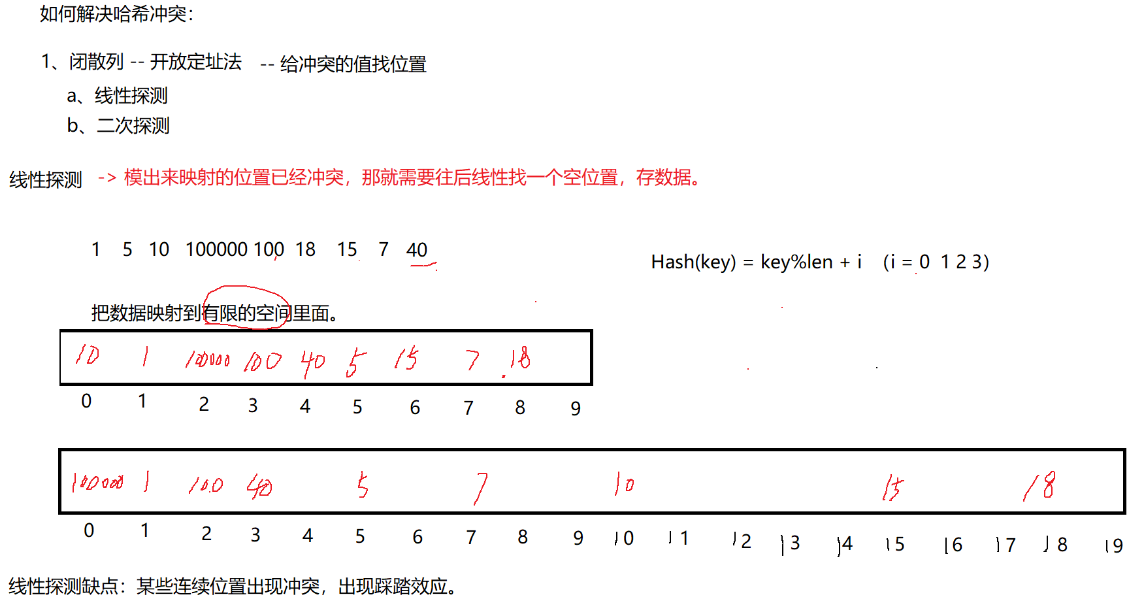 如何解决哈希冲突：
1、闭散列 -- 开放定址法 -- 给冲突的值找位置
a、线性探测
b、二次探测
线性探测 -> 模出来映射的位置已经冲突，那就需要往后线性找一个空位置，存数据。
1 5 10 100000 100 18 15 7 40
Hash(key) = key%len + i (i = 0 1 2 3)
把数据映射到有限的空间里面。
10 1 100000 100 40 5 15 7 18
0 1 2 3 4 5 6 7 8 9
100000 1 100 40 5 7 10 15 18
0 1 2 3 4 5 6 7 8 9 10 11 12 13 14 15 16 17 18 19
线性探测缺点：某些连续位置出现冲突，出现踩踏效应。